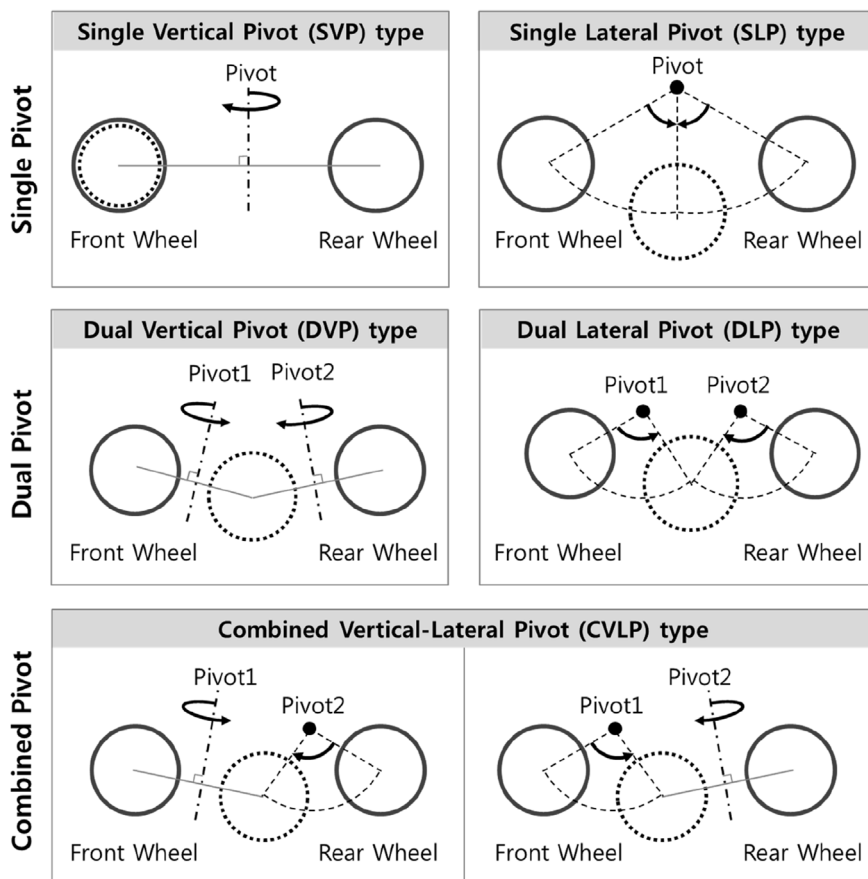 Single Pivot
Single Vertical Pivot (SVP) type
Pivot
Front Wheel
Rear Wheel
Single Lateral Pivot (SLP) type
Pivot
Front Wheel
Rear Wheel
Dual Pivot
Dual Vertical Pivot (DVP) type
Pivot1
Pivot2
Front Wheel
Rear Wheel
Dual Lateral Pivot (DLP) type
Pivot1
Pivot2
Front Wheel
Rear Wheel
Combined Pivot
Combined Vertical-Lateral Pivot (CVLP) type
Pivot1
Pivot2
Front Wheel
Rear Wheel
Pivot1
Pivot2
Front Wheel
Rear Wheel